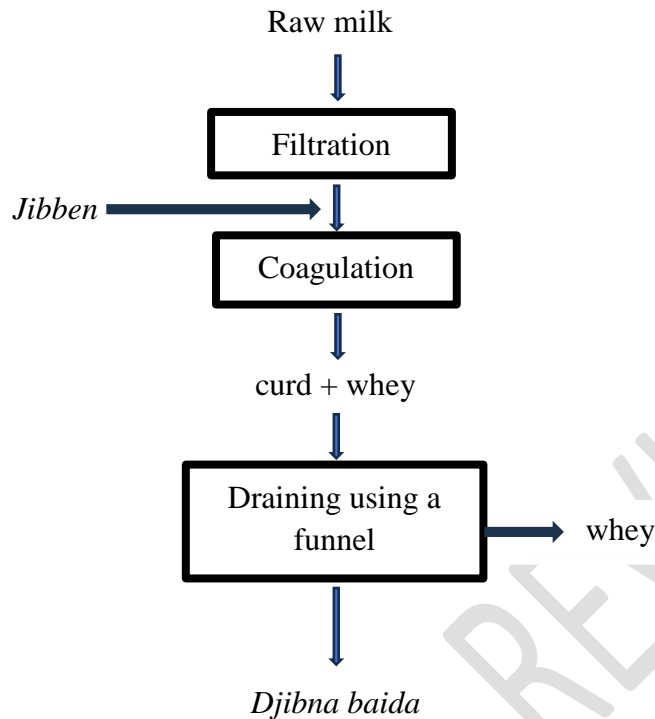 Raw milk
Filtration
Jibben
Coagulation
curd + whey
Draining using a
funnel
whey
Djibna baida